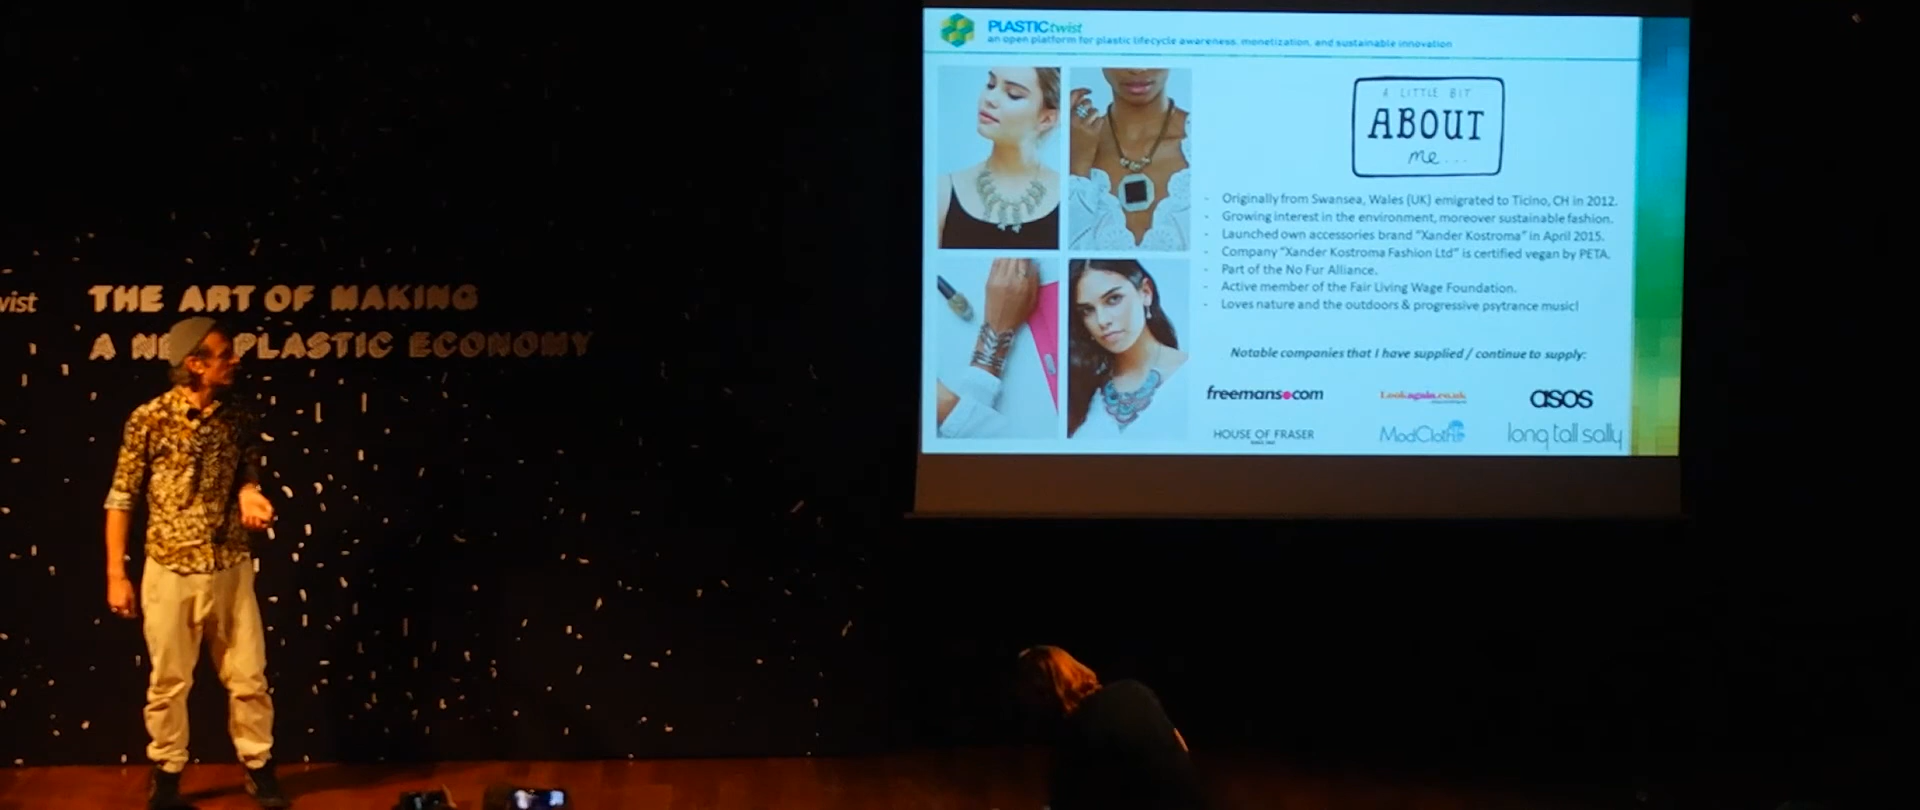 PLASTICtwist
an open platform for plastic lifecycle awareness, monetization, and sustainable innovation
A LITTLE BIT
ABOUT
me...
- Originally from Swansea, Wales (UK) emigrated to Ticino, CH in 2012.
- Growing interest in the environment, moreover sustainable fashion.
- Launched own accessories brand "Xander Kostroma" in April 2015.
- Company "Xander Kostroma Fashion Ltd" is certified vegan by PETA.
- Part of the No Fur Alliance.
- Active member of the Fair Living Wage Foundation.
- Loves nature and the outdoors & progressive psytrance music!
Notable companies that I have supplied / continue to supply:
freemans.com
Lookagain.co.uk
asos
HOUSE OF FRASER
ModCloth
long tall sally
wist
THE ART OF MAKING
A NE PLASTIC ECONOMY